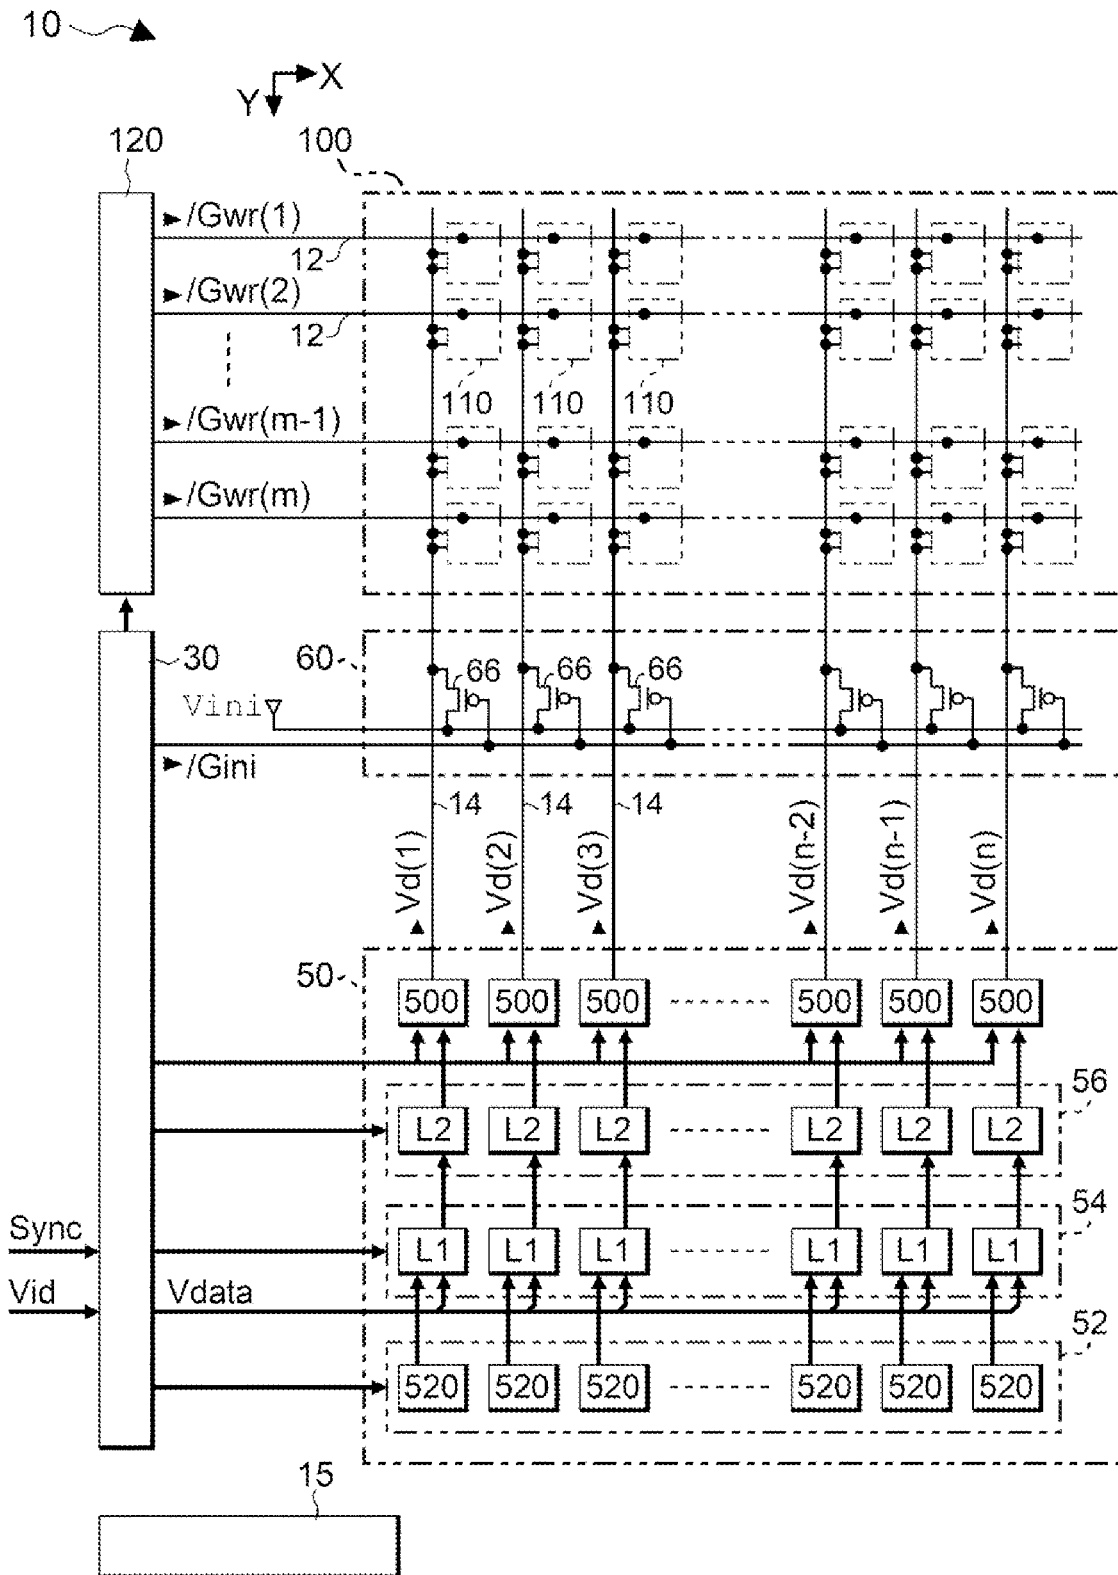 10
X
Y
120
100
/Gwr(1)
12
/Gwr(2)
12
110 110 110
/Gwr(m-1)
/Gwr(m)
30
60
66 66 66
Vini
/Gini
14 14 14
Vd(1) Vd(2) Vd(3) Vd(n-2) Vd(n-1) Vd(n)
50
500 500 500 500 500 500
56
L2 L2 L2 L2 L2 L2
54
Sync
L1 L1 L1 L1 L1 L1
Vid
Vdata
52
520 520 520 520 520 520
15